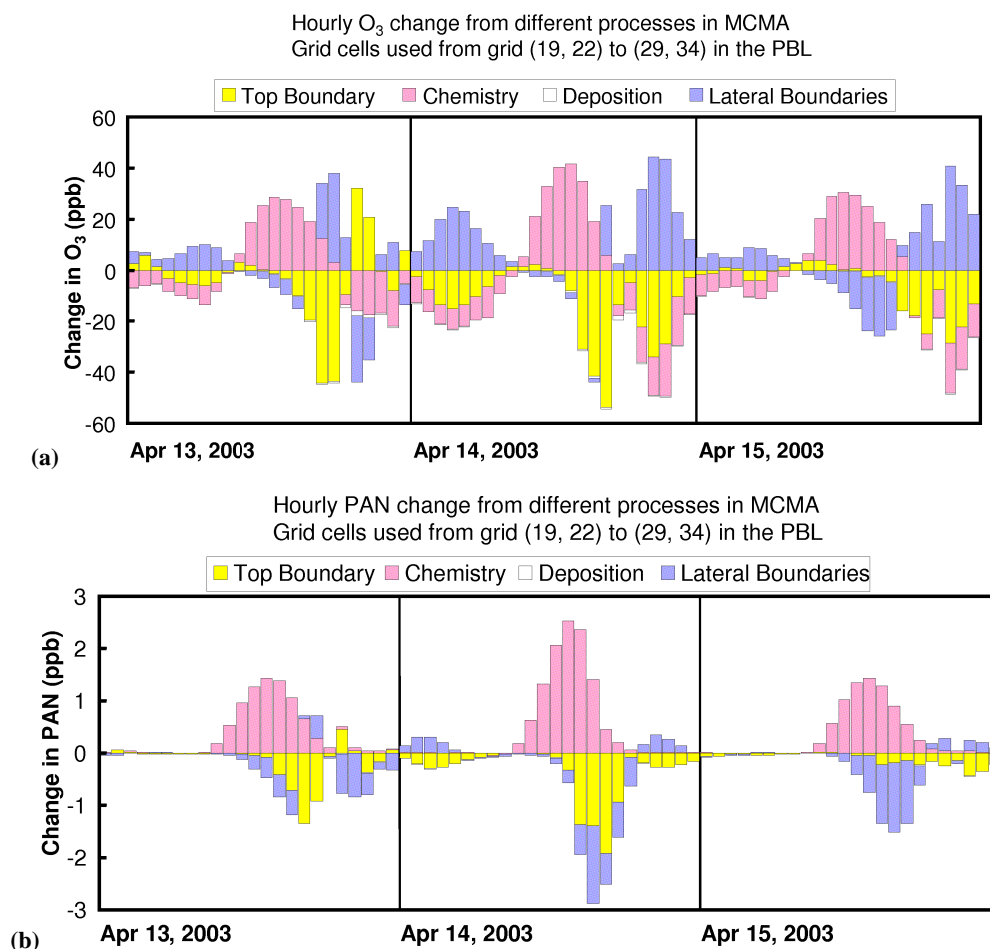 Hourly O3 change from different processes in MCMA
Grid cells used from grid (19, 22) to (29, 34) in the PBL
Top Boundary Chemistry Deposition Lateral Boundaries
Change in O3 (ppb)
60
40
20
0
-20
-40
-60
Apr 13, 2003 Apr 14, 2003 Apr 15, 2003
(a)
Hourly PAN change from different processes in MCMA
Grid cells used from grid (19, 22) to (29, 34) in the PBL
Top Boundary Chemistry Deposition Lateral Boundaries
Change in PAN (ppb)
3
2
1
0
-1
-2
-3
Apr 13, 2003 Apr 14, 2003 Apr 15, 2003
(b)